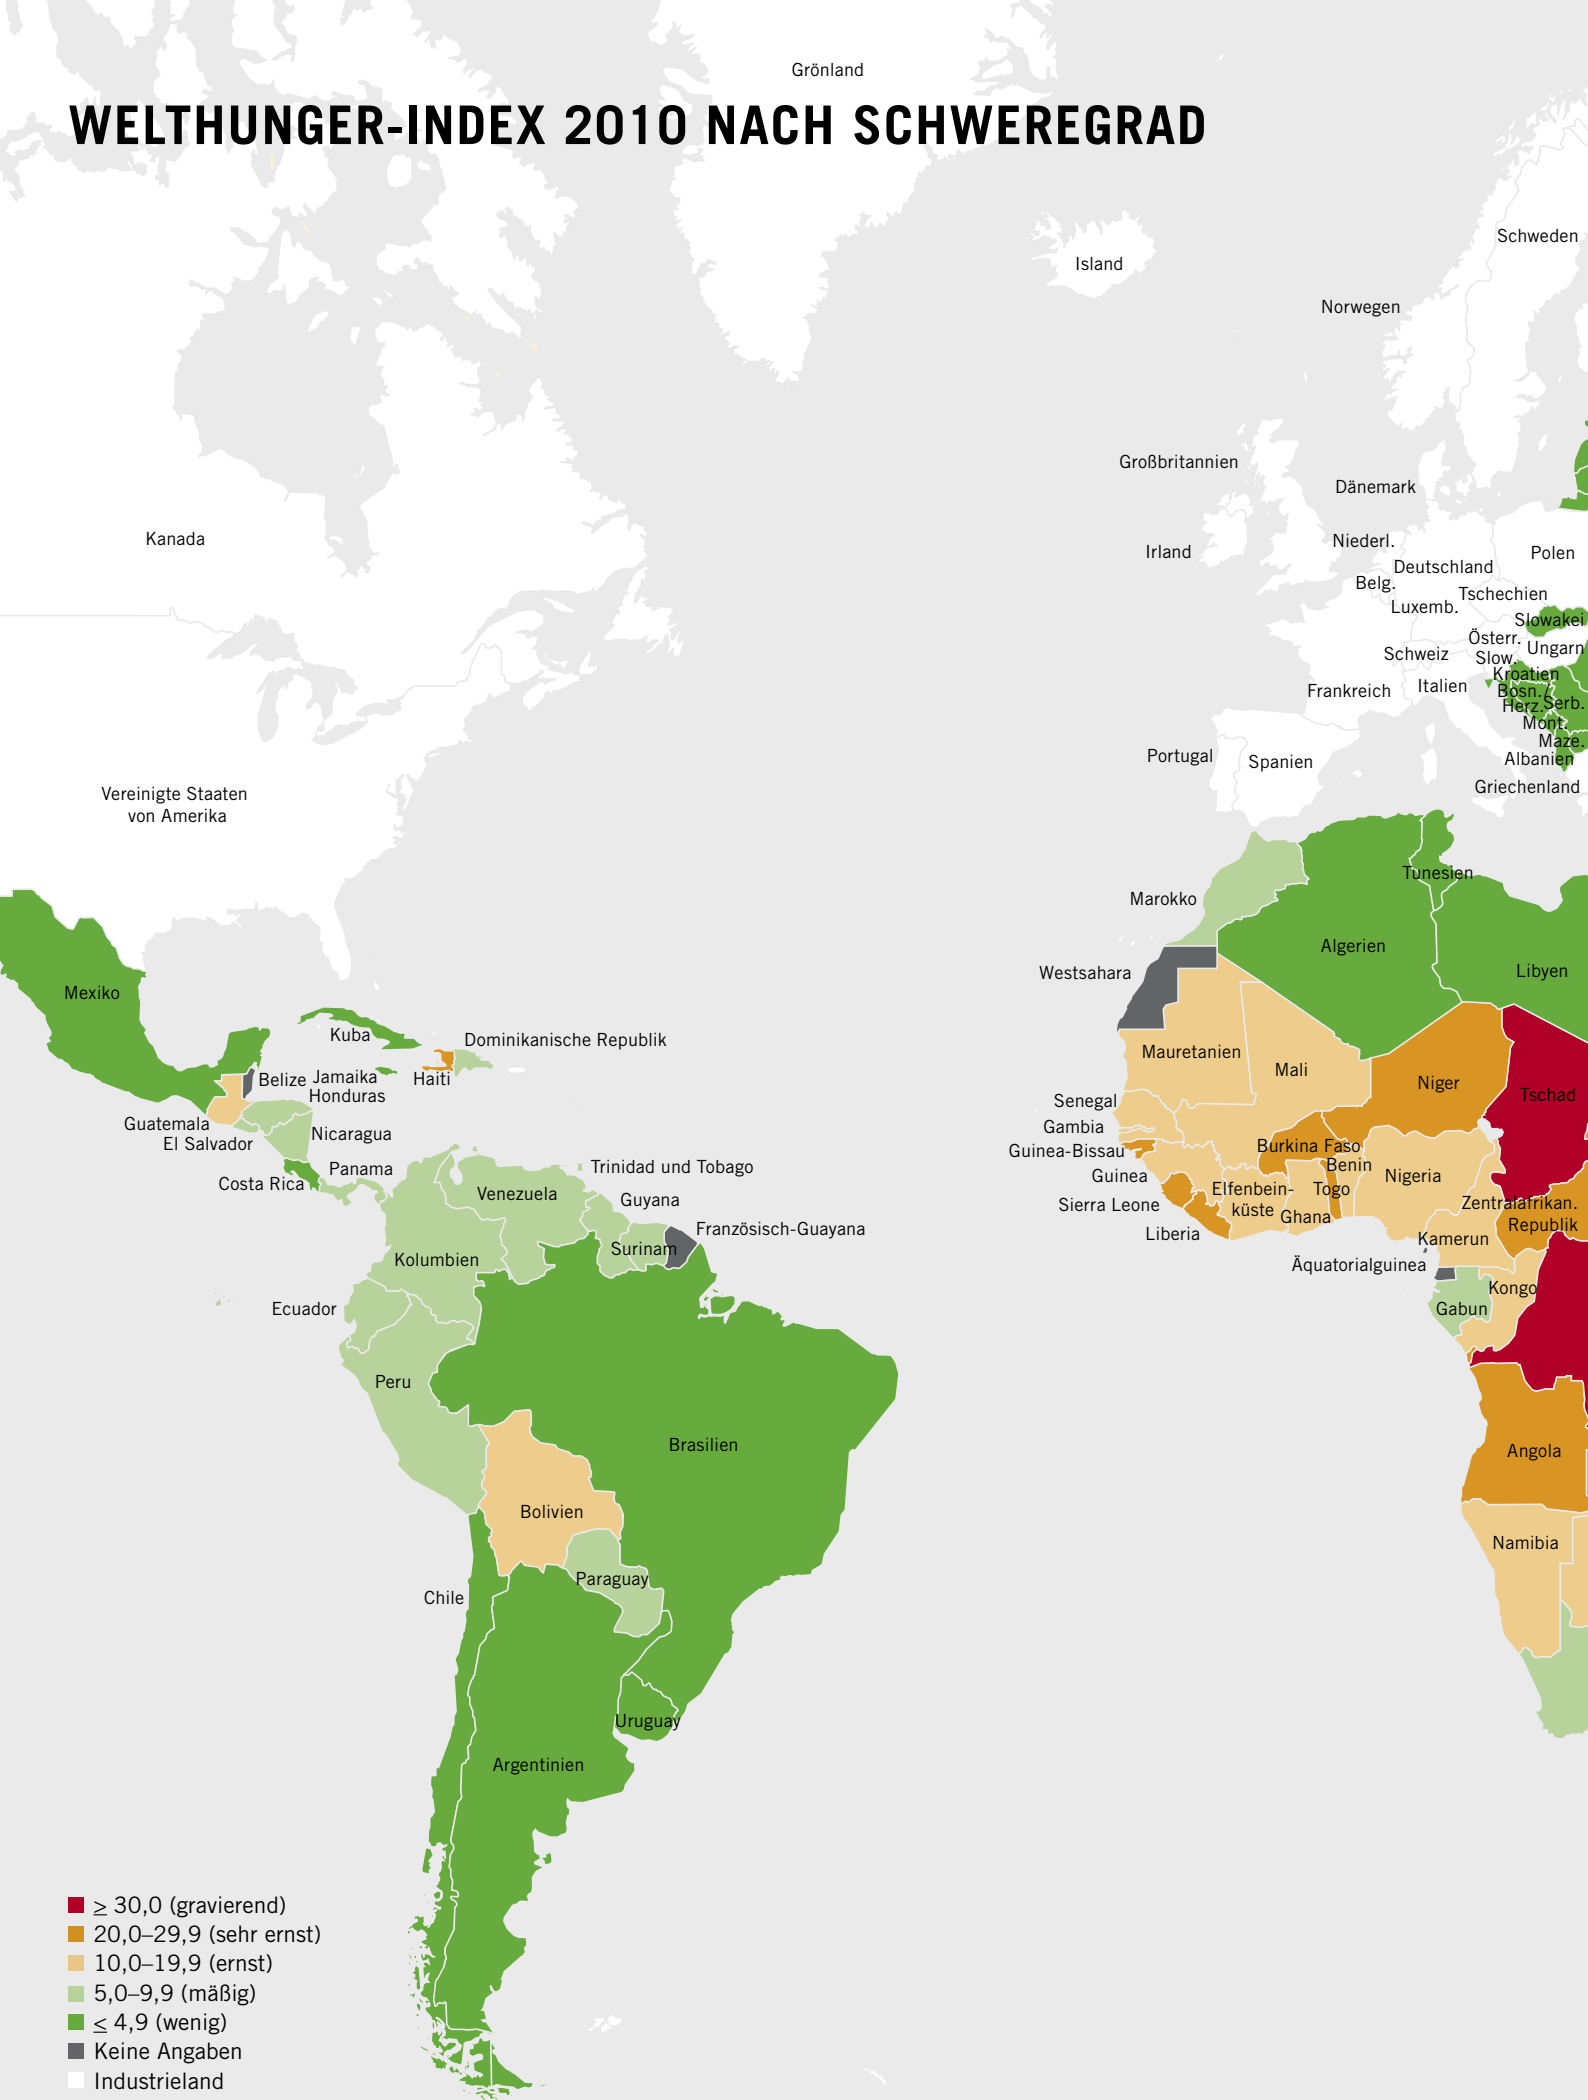 Grönland
WELTHUNGER-INDEX 2010 NACH SCHWEREGRAD
Schweden
Island
Norwegen
Großbritannien
Dänemark
Kanada
Niederl.
Irland
Polen
Deutschland
Belg.
Tschechien
Luxemb.
Slowakei
Österr.
Ungarn
Schweiz
Slow.
Kroatien
Italien
Frankreich
Bosn./
Herz.
Serb.
Mont.
Maze.
Portugal
Spanien
Albanien
Griechenland
Vereinigte Staaten
von Amerika
Tunesien
Marokko
Algerien
Libyen
Westsahara
Mexiko
Kuba
Dominikanische Republik
Mauretanien
Mali
Niger
Tschad
Belize
Jamaika
Haiti
Honduras
Senegal
Gambia
Guatemala
El Salvador
Nicaragua
Guinea-Bissau
Burkina Faso
Benin
Panama
Costa Rica
Trinidad und Tobago
Guinea
Nigeria
Venezuela
Elfenbein-
küste
Togo
Guyana
Sierra Leone
Ghana
Zentralafrikan.
Republik
Französisch-Guayana
Liberia
Surinam
Kamerun
Kolumbien
Äquatorialguinea
Kongo
Ecuador
Gabun
Peru
Brasilien
Angola
Bolivien
Namibia
Paraguay
Chile
Uruguay
Argentinien
≥ 30,0 (gravierend)
20,0–29,9 (sehr ernst)
10,0–19,9 (ernst)
5,0–9,9 (mäßig)
≤ 4,9 (wenig)
Keine Angaben
Industrieland